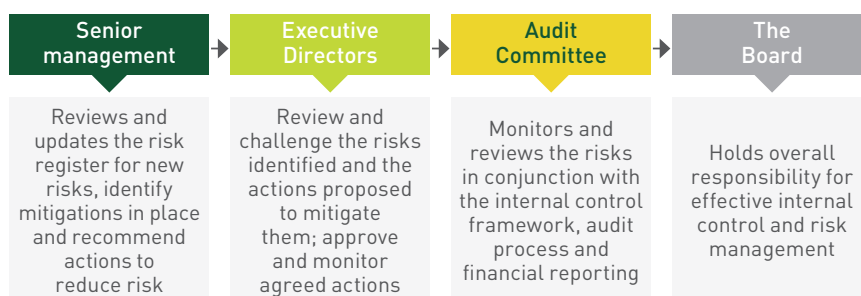 Senior
management
Reviews and
updates the risk
register for new
risks, identify
mitigations in place
and recommend
actions to
reduce risk
Executive
Directors
Review and
challenge the risks
identified and the
actions proposed
to mitigate
them; approve
and monitor
agreed actions
Audit
Committee
Monitors and
reviews the risks
in conjunction with
the internal control
framework, audit
process and
financial reporting
The
Board
Holds overall
responsibility for
effective internal
control and risk
management